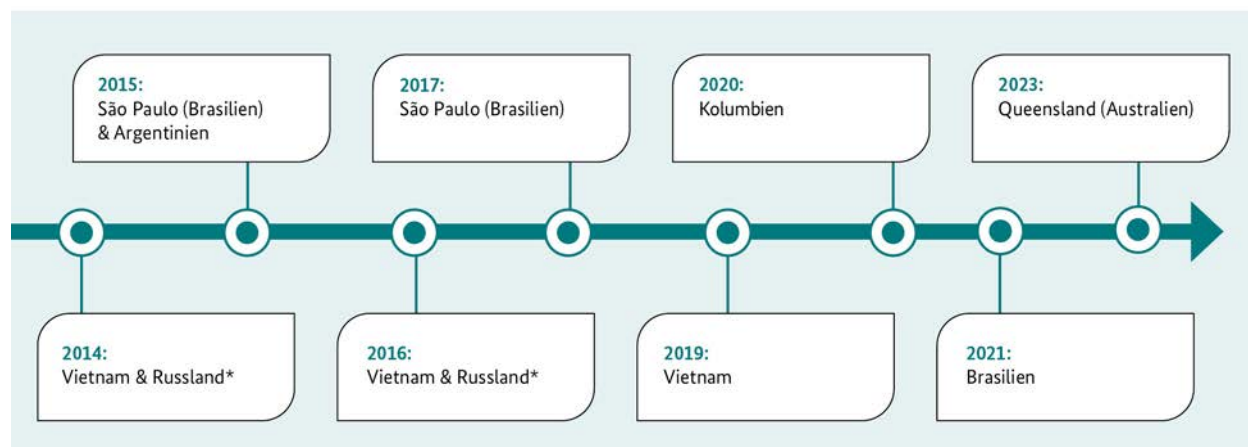 2015:
São Paulo (Brasilien)
& Argentinien
2017:
São Paulo (Brasilien)
2020:
Kolumbien
2023:
Queensland (Australien)
2014:
Vietnam & Russland*
2016:
Vietnam & Russland*
2019:
Vietnam
2021:
Brasilien